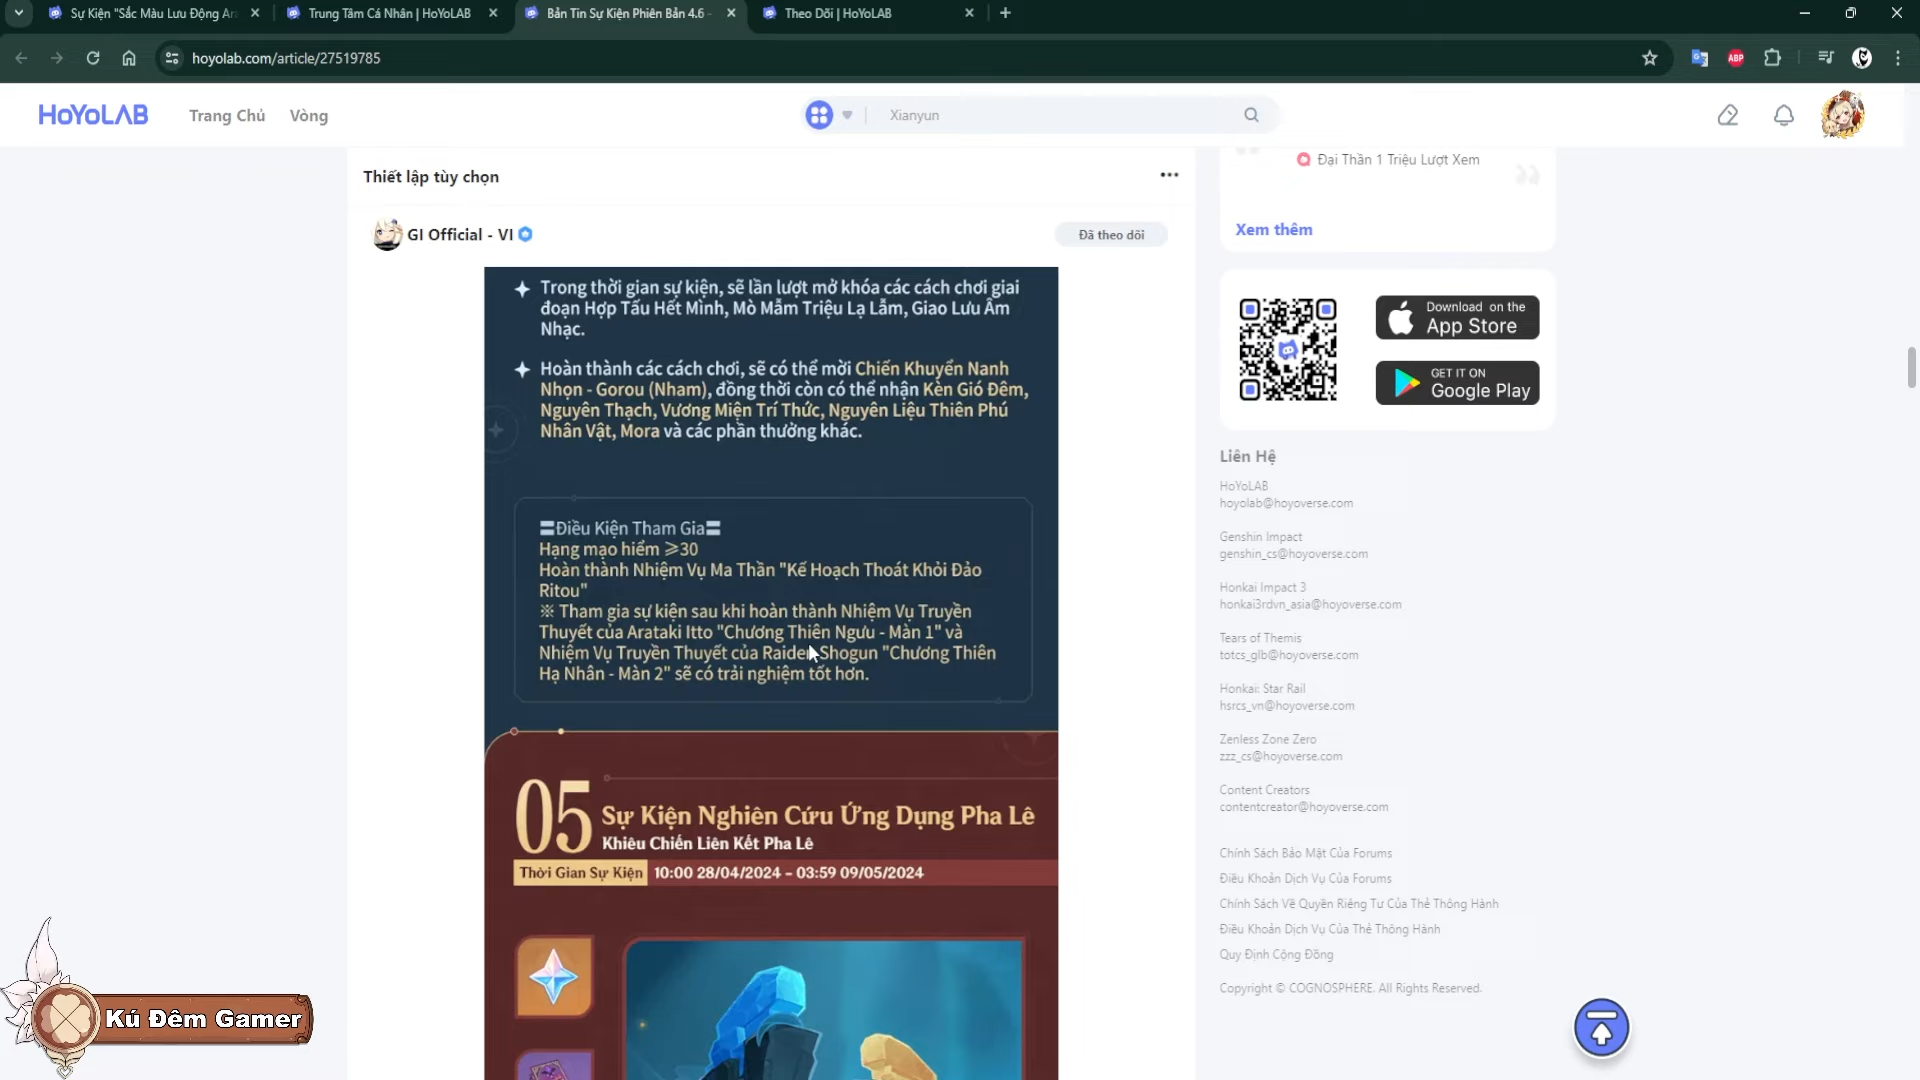 Sự Kiện "Sắc Màu Lưu Động Ara
Trung Tâm Cá Nhân | HoYoLAB
Bản Tin Sự Kiện Phiên Bản 4.6 -
Theo Dõi | HoYoLAB
hoyolab.com/article/27519785
ABP
HoYoLAB
Trang Chủ
Vòng
Xianyun
Thiết lập tùy chọn
GI Official - VI
Đã theo dõi
✦ Trong thời gian sự kiện, sẽ lần lượt mở khóa các cách chơi giai
đoạn Hợp Tấu Hết Mình, Mò Mẫm Triệu Lạ Lẫm, Giao Lưu Âm
Nhạc.
✦ Hoàn thành các cách chơi, sẽ có thể mời Chiến Khuyển Nanh
Nhọn - Gorou (Nham), đồng thời còn có thể nhận Kèn Gió Đêm,
Nguyên Thạch, Vương Miện Trí Thức, Nguyên Liệu Thiên Phú
Nhân Vật, Mora và các phần thưởng khác.
〓Điều Kiện Tham Gia〓
Hạng mạo hiểm ≥30
Hoàn thành Nhiệm Vụ Ma Thần "Kế Hoạch Thoát Khỏi Đảo
Ritou"
※ Tham gia sự kiện sau khi hoàn thành Nhiệm Vụ Truyền
Thuyết của Arataki Itto "Chương Thiên Ngưu - Màn 1" và
Nhiệm Vụ Truyền Thuyết của Raiden Shogun "Chương Thiên
Hạ Nhân - Màn 2" sẽ có trải nghiệm tốt hơn.
05
Sự Kiện Nghiên Cứu Ứng Dụng Pha Lê
Khiêu Chiến Liên Kết Pha Lê
Thời Gian Sự Kiện 10:00 28/04/2024 – 03:59 09/05/2024
Đại Thần 1 Triệu Lượt Xem
Xem thêm
Download on the
App Store
GET IT ON
Google Play
Liên Hệ
HoYoLAB
hoyolab@hoyoverse.com
Genshin Impact
genshin_cs@hoyoverse.com
Honkai Impact 3
honkai3rdvn_asia@hoyoverse.com
Tears of Themis
totcs_glb@hoyoverse.com
Honkai: Star Rail
hsrcs_vn@hoyoverse.com
Zenless Zone Zero
zzz_cs@hoyoverse.com
Content Creators
contentcreator@hoyoverse.com
Chính Sách Bảo Mật Của Forums
Điều Khoản Dịch Vụ Của Forums
Chính Sách Về Quyền Riêng Tư Của Thẻ Thông Hành
Điều Khoản Dịch Vụ Của Thẻ Thông Hành
Quy Định Cộng Đồng
Copyright © COGNOSPHERE. All Rights Reserved.
Kú Đêm Gamer